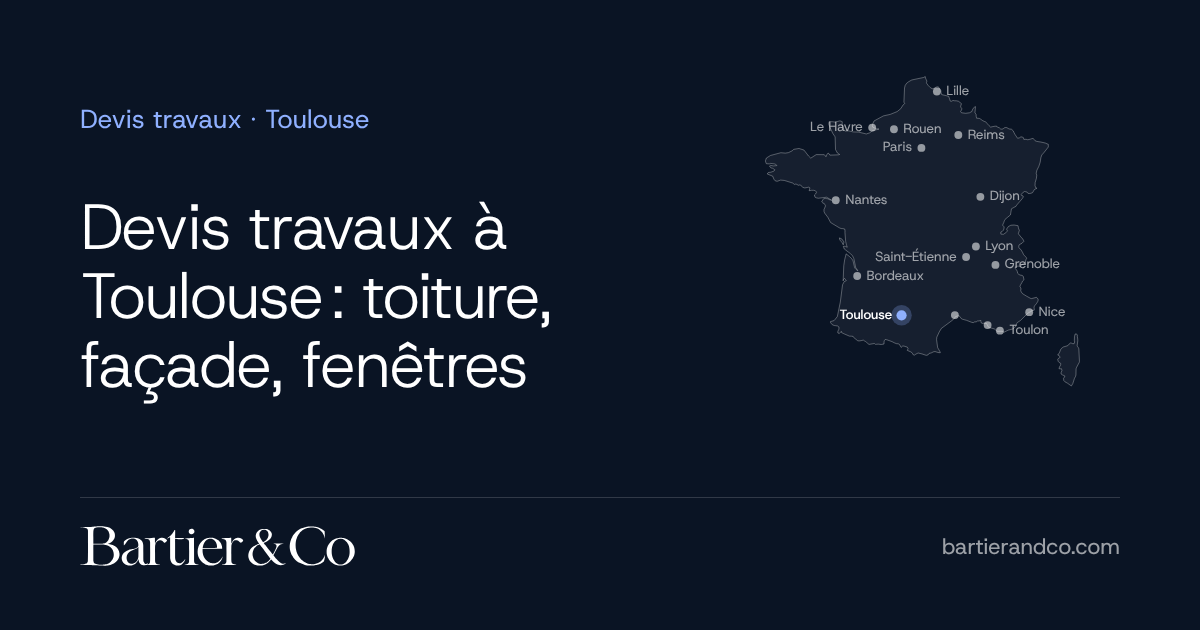 Devis travaux · Toulouse
Devis travaux à
Toulouse : toiture,
façade, fenêtres
Lille
Le Havre
Rouen
Reims
Paris
Nantes
Dijon
Lyon
Saint-Étienne
Grenoble
Bordeaux
Toulouse
Nice
Toulon
Bartier & Co
bartierandco.com